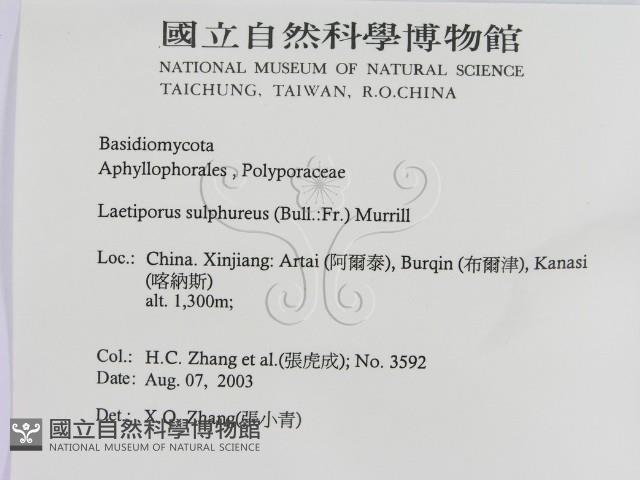 國立自然科學博物館
NATIONAL MUSEUM OF NATURAL SCIENCE
TAICHUNG, TAIWAN, R.O.CHINA
Basidiomycota
Aphyllophorales , Polyporaceae
Laetiporus sulphureus (Bull.:Fr.) Murrill
Loc.: China. Xinjiang: Artai (阿爾泰), Burqin (布爾津), Kanasi
(喀納斯)
alt. 1,300m;
Col.: H.C. Zhang et al.(張虎成); No. 3592
Date: Aug. 07, 2003
Det.: X.Q. Zhang(張小青)
國立自然科學博物館
NATIONAL MUSEUM OF NATURAL SCIENCE